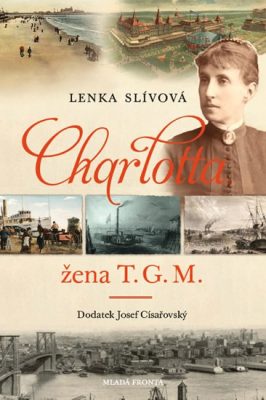 LENKA SLÍVOVÁ
Charlotta
žena T. G. M.
Dodatek Josef Císařovský
MLADÁ FRONTA